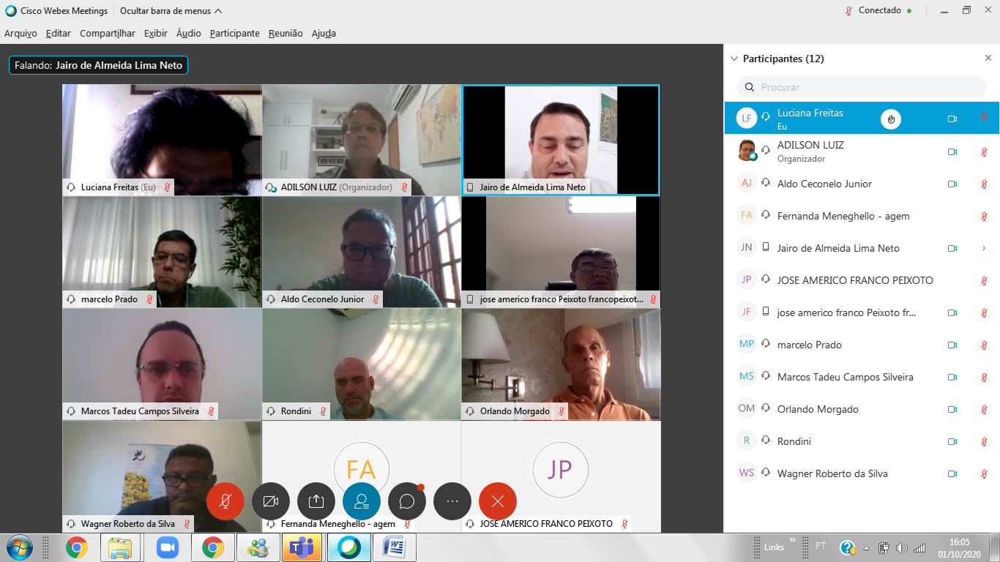 Cisco Webex Meetings Ocultar barra de menus Conectado
Arquivo Editar Compartilhar Exibir Áudio Participante Reunião Ajuda
Falando: Jairo de Almeida Lima Neto
Luciana Freitas (Eu)
ADILSON LUIZ (Organizador)
Jairo de Almeida Lima Neto
marcelo Prado
Aldo Ceconelo Junior
jose americo franco Peixoto francopeixot...
Marcos Tadeu Campos Silveira
Rondini
Orlando Morgado
FA
JP
Wagner Roberto da Silva
Fernanda Meneghello - agem
JOSE AMERICO FRANCO PEIXOTO
Participantes (12)
Procurar
LF Luciana Freitas
Eu
ADILSON LUIZ
Organizador
AJ Aldo Ceconelo Junior
FA Fernanda Meneghello - agem
JN Jairo de Almeida Lima Neto
JP JOSE AMERICO FRANCO PEIXOTO
JF jose americo franco Peixoto fr...
MP marcelo Prado
MS Marcos Tadeu Campos Silveira
OM Orlando Morgado
R Rondini
WS Wagner Roberto da Silva
Links
PT
16:05
01/10/2020